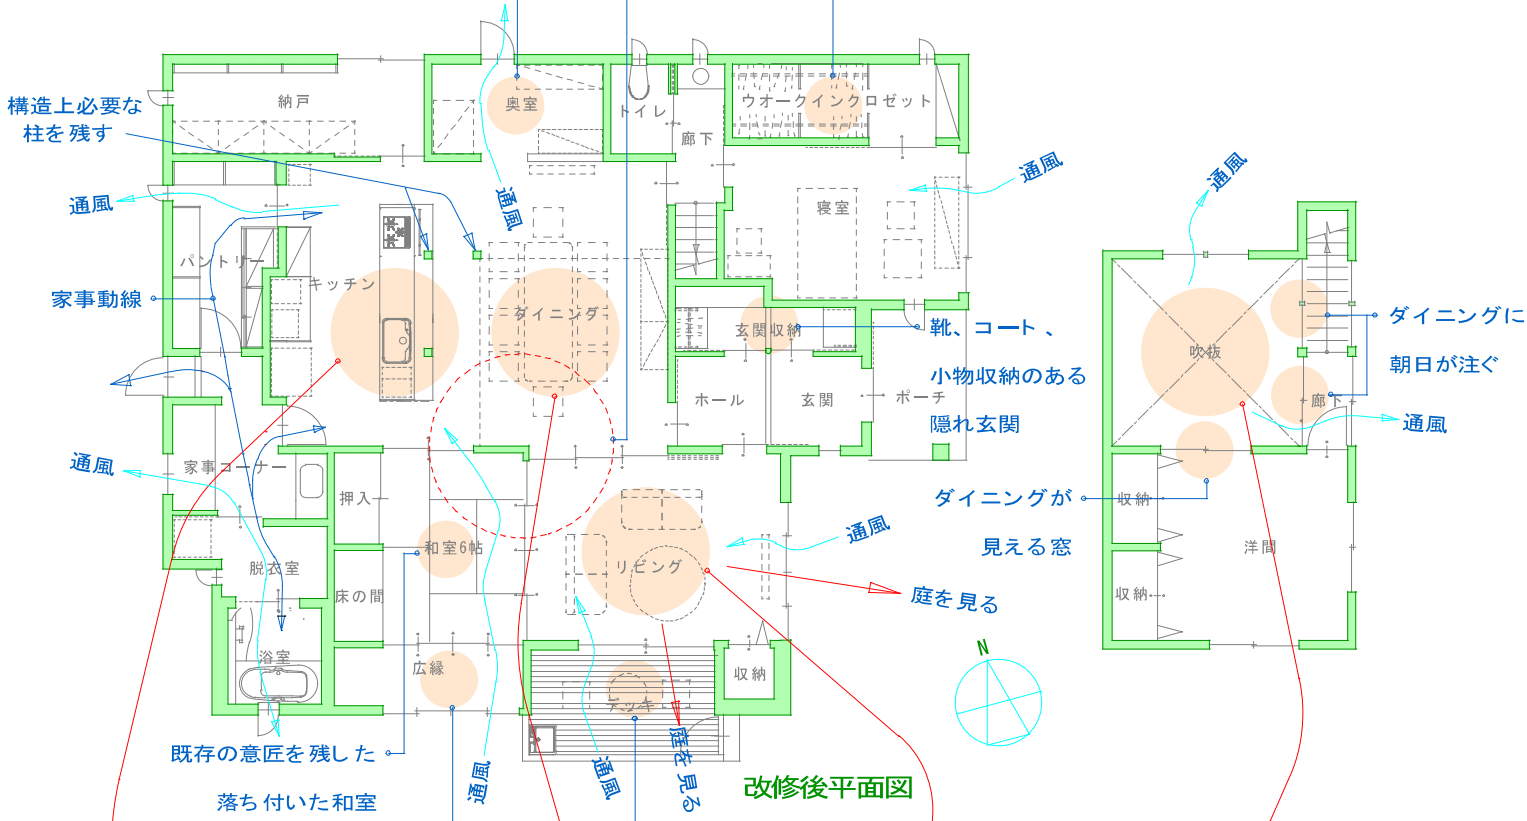 納戸
奥室
トイレ
ウオークインクロゼット
構造上必要な
柱を残す
廊下
通風
通風
通風
通風
寝室
パントリー
キッチン
家事動線
ダイニング
玄関収納
靴、コート 、
小物収納のある
隠れ玄関
ホール
玄関
ポーチ
吹抜
ダイニングに
朝日が注ぐ
廊下
通風
通風
家事コーナー
押入
和室6帖
リビング
通風
ダイニングが
見える窓
収納
洋間
収納
脱衣室
床の間
庭を見る
浴室
広縁
デッキ
収納
N
既存の意匠を残した
落ち付いた和室
通風
通風
庭を見る
改修後平面図